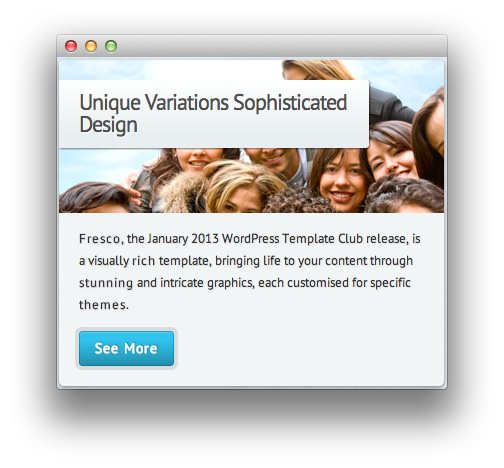 Unique Variations Sophisticated
Design
Fresco, the January 2013 WordPress Template Club release, is
a visually rich template, bringing life to your content through
stunning and intricate graphics, each customised for specific
themes.
See More